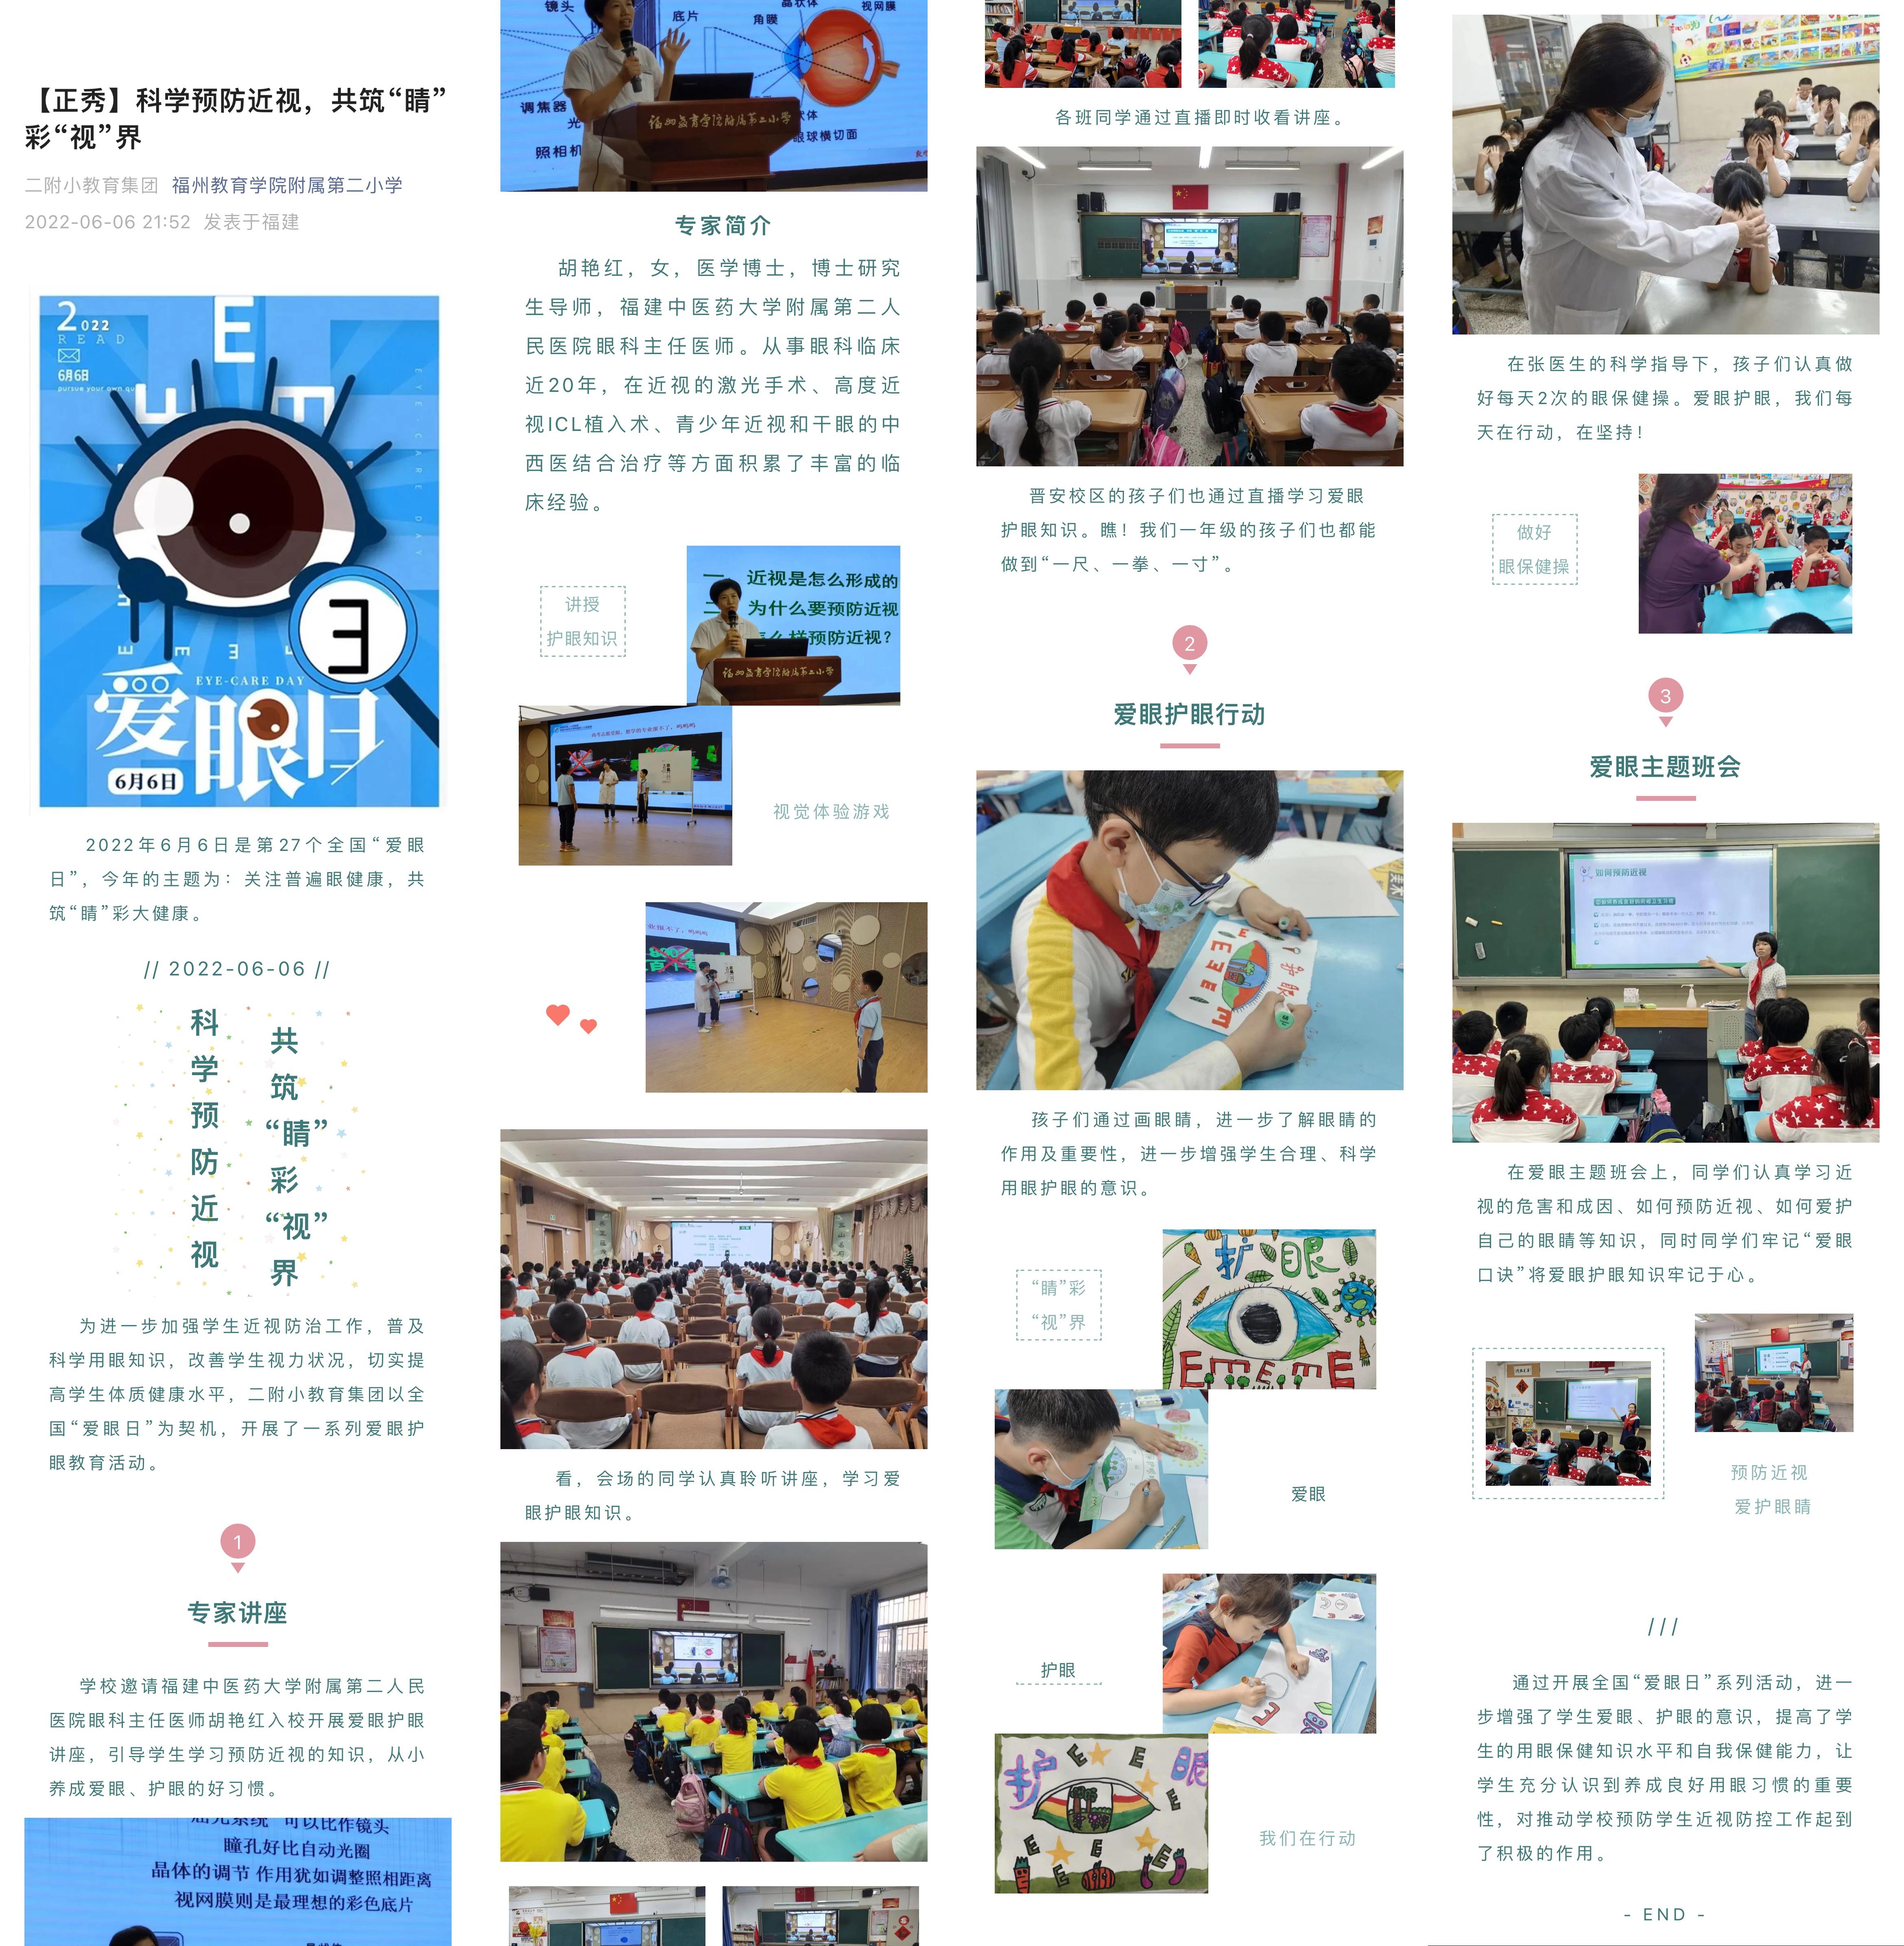 【正秀】科学预防近视，共筑“睛”
彩“视”界
二附小教育集团 福州教育学院附属第二小学
2022-06-06 21:52 发表于福建
2022
READ
6月6日
pursue your own qu
E
EYE-CARE DAY
EYE-CARE DAY
爱眼日
6月6日
2022年6月6日是第27个全国“爱眼
日”，今年的主题为：关注普遍眼健康，共
筑“睛”彩大健康。
// 2022-06-06 //
科学预防近视
共筑“睛”彩“视”界
为进一步加强学生近视防治工作，普及
科学用眼知识，改善学生视力状况，切实提
高学生体质健康水平，二附小教育集团以全
国“爱眼日”为契机，开展了一系列爱眼护
眼教育活动。
1
专家讲座
学校邀请福建中医药大学附属第二人民
医院眼科主任医师胡艳红入校开展爱眼护眼
讲座，引导学生学习预防近视的知识，从小
养成爱眼、护眼的好习惯。
可以比作镜头
瞳孔好比自动光圈
晶体的调节 作用犹如调整照相距离
视网膜则是最理想的彩色底片
镜头
底片
角膜
晶状体
视网膜
调焦器
光
照相机
状体
眼球横切面
福州教育学院附属第二小学
专家简介
胡艳红，女，医学博士，博士研究
生导师，福建中医药大学附属第二人
民医院眼科主任医师。从事眼科临床
近20年，在近视的激光手术、高度近
视ICL植入术、青少年近视和干眼的中
西医结合治疗等方面积累了丰富的临
床经验。
讲授
护眼知识
一 近视是怎么形成的
二 为什么要预防近视
怎么样预防近视？
福州教育学院附属第二小学
视觉体验游戏
看，会场的同学认真聆听讲座，学习爱
眼护眼知识。
各班同学通过直播即时收看讲座。
晋安校区的孩子们也通过直播学习爱眼
护眼知识。瞧！我们一年级的孩子们也都能
做到“一尺、一拳、一寸”。
2
爱眼护眼行动
护眼
孩子们通过画眼睛，进一步了解眼睛的
作用及重要性，进一步增强学生合理、科学
用眼护眼的意识。
“睛”彩
“视”界
护眼
爱眼
护眼
护眼
我们在行动
在张医生的科学指导下，孩子们认真做
好每天2次的眼保健操。爱眼护眼，我们每
天在行动，在坚持！
做好
眼保健操
3
爱眼主题班会
如何预防近视
在爱眼主题班会上，同学们认真学习近
视的危害和成因、如何预防近视、如何爱护
自己的眼睛等知识，同时同学们牢记“爱眼
口诀”将爱眼护眼知识牢记于心。
预防近视
爱护眼睛
///
通过开展全国“爱眼日”系列活动，进一
步增强了学生爱眼、护眼的意识，提高了学
生的用眼保健知识水平和自我保健能力，让
学生充分认识到养成良好用眼习惯的重要
性，对推动学校预防学生近视防控工作起到
了积极的作用。
- END -